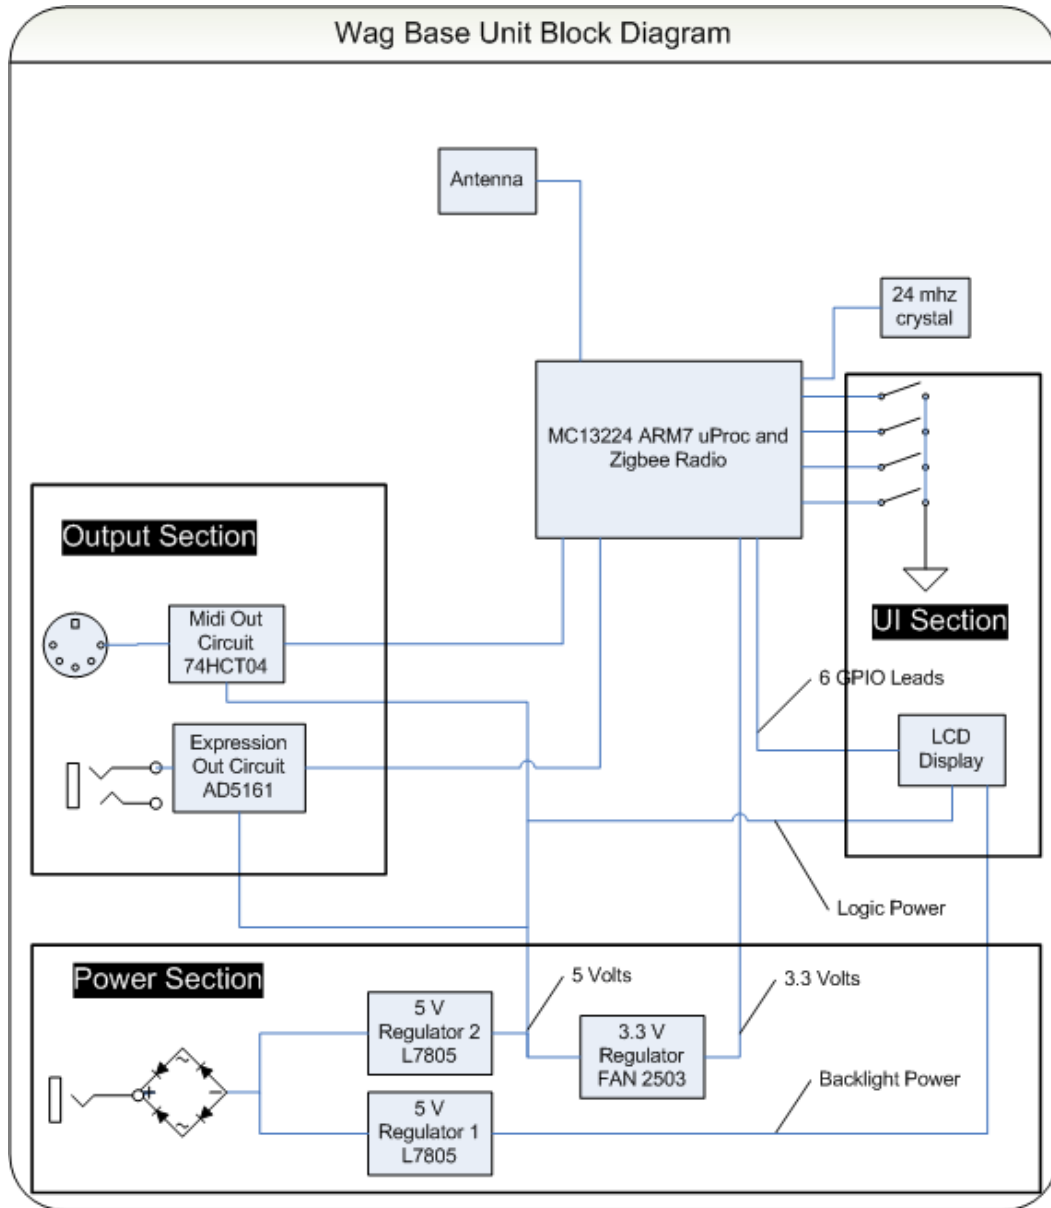 Wag Base Unit Block Diagram
Antenna
24 mhz
crystal
MC13224 ARM7 uProc and
Zigbee Radio
Output Section
Midi Out
Circuit
74HCT04
UI Section
6 GPIO Leads
Expression
Out Circuit
AD5161
LCD
Display
Logic Power
Power Section
5 Volts
3.3 Volts
5 V
Regulator 2
L7805
3.3 V
Regulator
FAN 2503
+
~
~
-
5 V
Regulator 1
L7805
Backlight Power